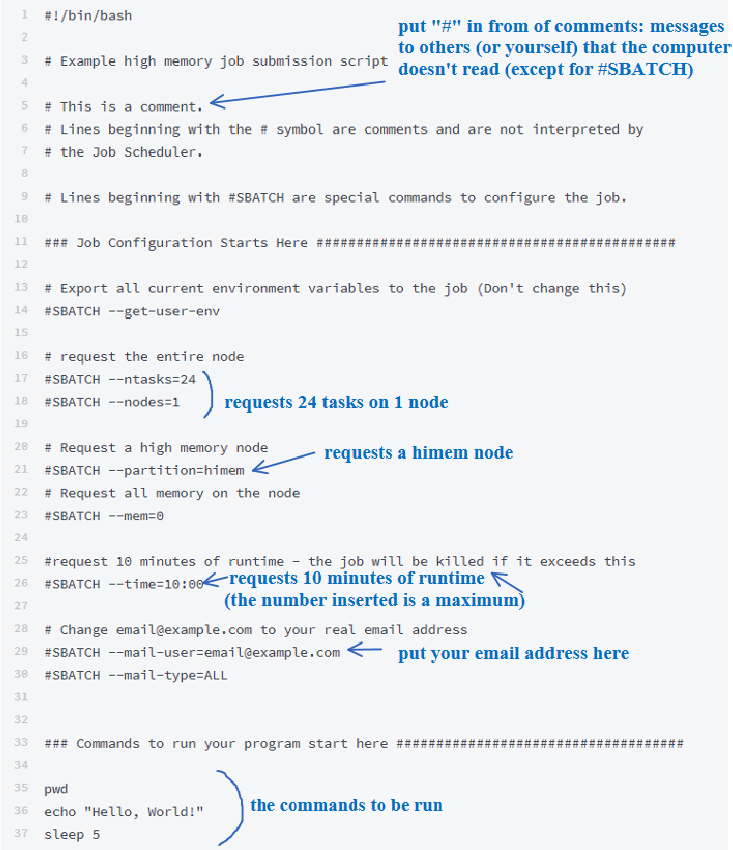 1 #!/bin/bash
put "#" in from of comments: messages
to others (or yourself) that the computer
doesn't read (except for #SBATCH)
2
3 # Example high memory job submission script
4
5 # This is a comment.
6 # Lines beginning with the # symbol are comments and are not interpreted by
7 # the Job Scheduler.
8
9 # Lines beginning with #SBATCH are special commands to configure the job.
10
11 ### Job Configuration Starts Here #############################################
12
13 # Export all current environment variables to the job (Don't change this)
14 #SBATCH --get-user-env
15
16 # request the entire node
17 #SBATCH --ntasks=24
18 #SBATCH --nodes=1
requests 24 tasks on 1 node
19
20 # Request a high memory node
requests a himem node
21 #SBATCH --partition=himem
22 # Request all memory on the node
23 #SBATCH --mem=0
24
25 #request 10 minutes of runtime - the job will be killed if it exceeds this
26 #SBATCH --time=10:00
requests 10 minutes of runtime
(the number inserted is a maximum)
27
28 # Change email@example.com to your real email address
29 #SBATCH --mail-user=email@example.com
put your email address here
30 #SBATCH --mail-type=ALL
31
32
33 ### Commands to run your program start here ####################################
34
35 pwd
36 echo "Hello, World!"
the commands to be run
37 sleep 5